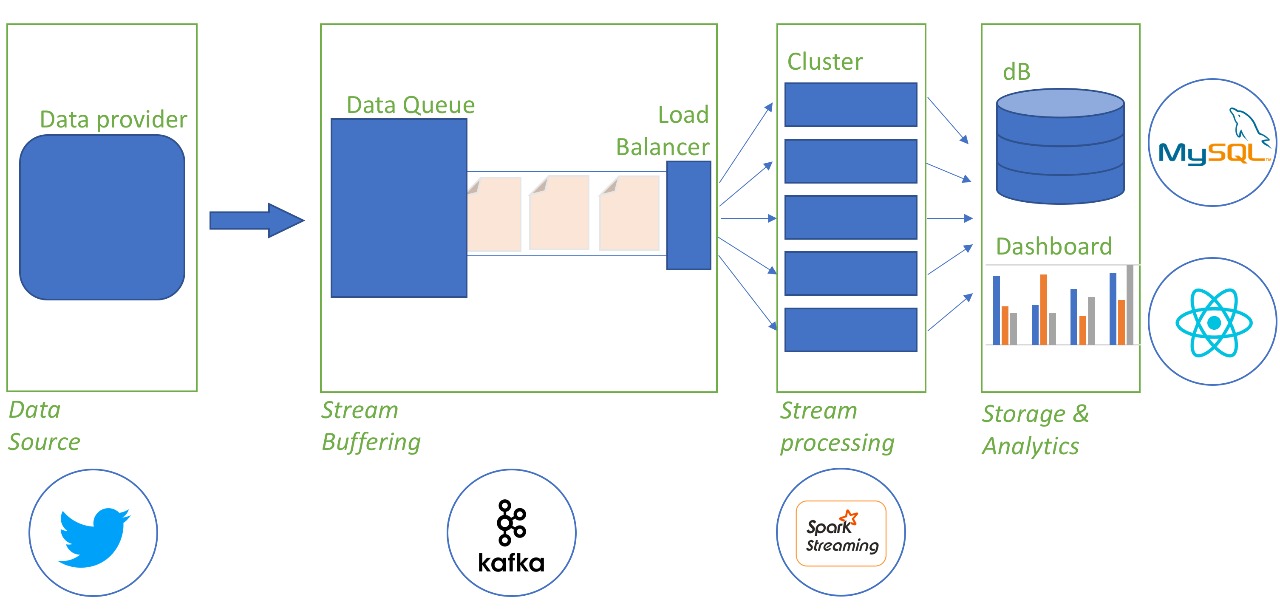 Data provider
Data Queue
Load
Balancer
Cluster
dB
MySQL™
Dashboard
Data
Source
Stream
Buffering
Stream
processing
Storage &
Analytics
kafka
Spark
Streaming